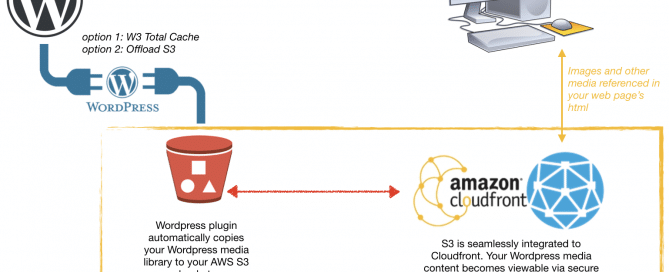 option 1: W3 Total Cache
option 2: Offload S3
WORDPRESS
Images and other
media referenced in
your web page's
html
amazon
cloudfront
Wordpress plugin
automatically copies
your Wordpress media
library to your AWS S3
S3 is seamlessly integrated to
Cloudfront. Your Wordpress media
content becomes viewable via secure